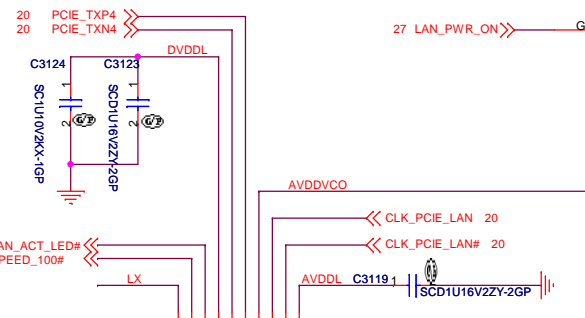 20 PCIE_TXP4
20 PCIE_TXN4
27 LAN_PWR_ON
G
DVDDL
C3124
C3123
1
1
SC1U10V2KX-1GP
SCD1U16V2ZY-2GP
2
2
G/P
G/P
AVDDVCO
CLK_PCIE_LAN 20
AN_ACT_LED#
PEED_100#
CLK_PCIE_LAN# 20
LX
AVDDL
C3119
1
SCD1U16V2ZY-2GP